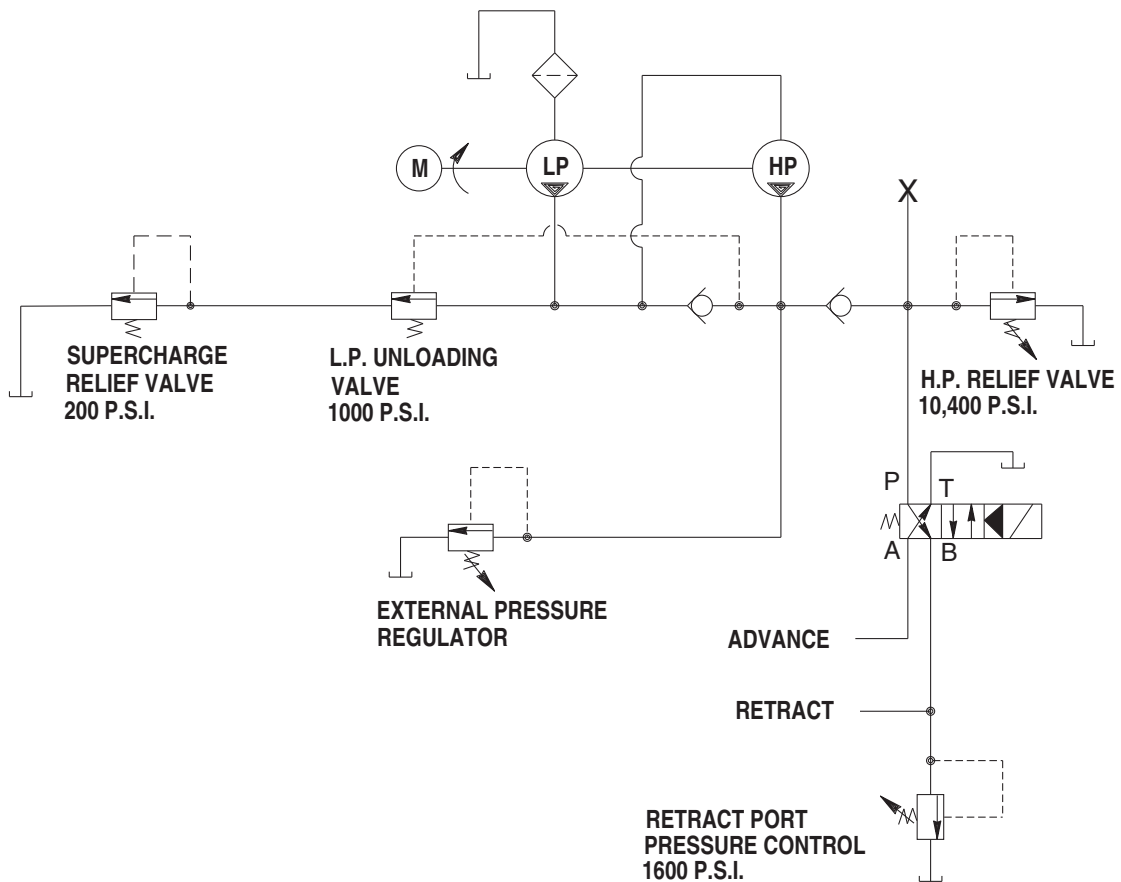 M
LP
HP
X
SUPERCHARGE
RELIEF VALVE
200 P.S.I.
L.P. UNLOADING
VALVE
1000 P.S.I.
H.P. RELIEF VALVE
10,400 P.S.I.
P
T
A
B
EXTERNAL PRESSURE
REGULATOR
ADVANCE
RETRACT
RETRACT PORT
PRESSURE CONTROL
1600 P.S.I.